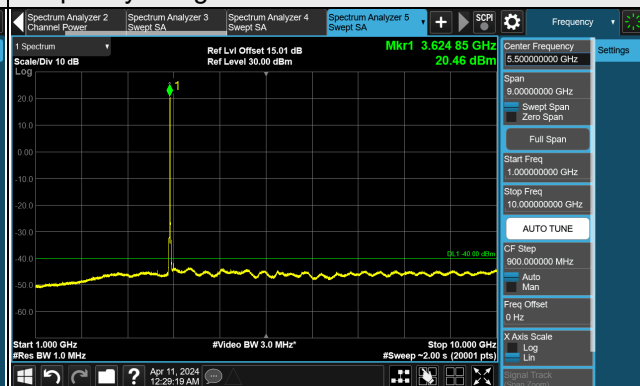 Spectrum Analyzer 2
Channel Power
Spectrum Analyzer 3
Swept SA
Spectrum Analyzer 4
Swept SA
Spectrum Analyzer 5
Swept SA
SCPI
Frequency
1 Spectrum
Scale/Div 10 dB
Log
Ref Lvl Offset 15.01 dB
Ref Level 30.00 dBm
Mkr1 3.624 85 GHz
20.46 dBm
1
20.0
10.0
0.00
-10.0
-20.0
-30.0
-40.0
-50.0
-60.0
DL1 -40.00 dBm
Start 1.000 GHz
#Res BW 1.0 MHz
#Video BW 3.0 MHz*
Stop 10.000 GHz
#Sweep ~2.00 s (20001 pts)
Center Frequency
5.500000000 GHz
Settings
Span
9.00000000 GHz
Swept Span
Zero Span
Full Span
Start Freq
1.000000000 GHz
Stop Freq
10.000000000 GHz
AUTO TUNE
CF Step
900.000000 MHz
Auto
Man
Freq Offset
0 Hz
X Axis Scale
Log
Lin
Signal Track
(Span Zoom)
?
Apr 11, 2024
12:29:19 AM